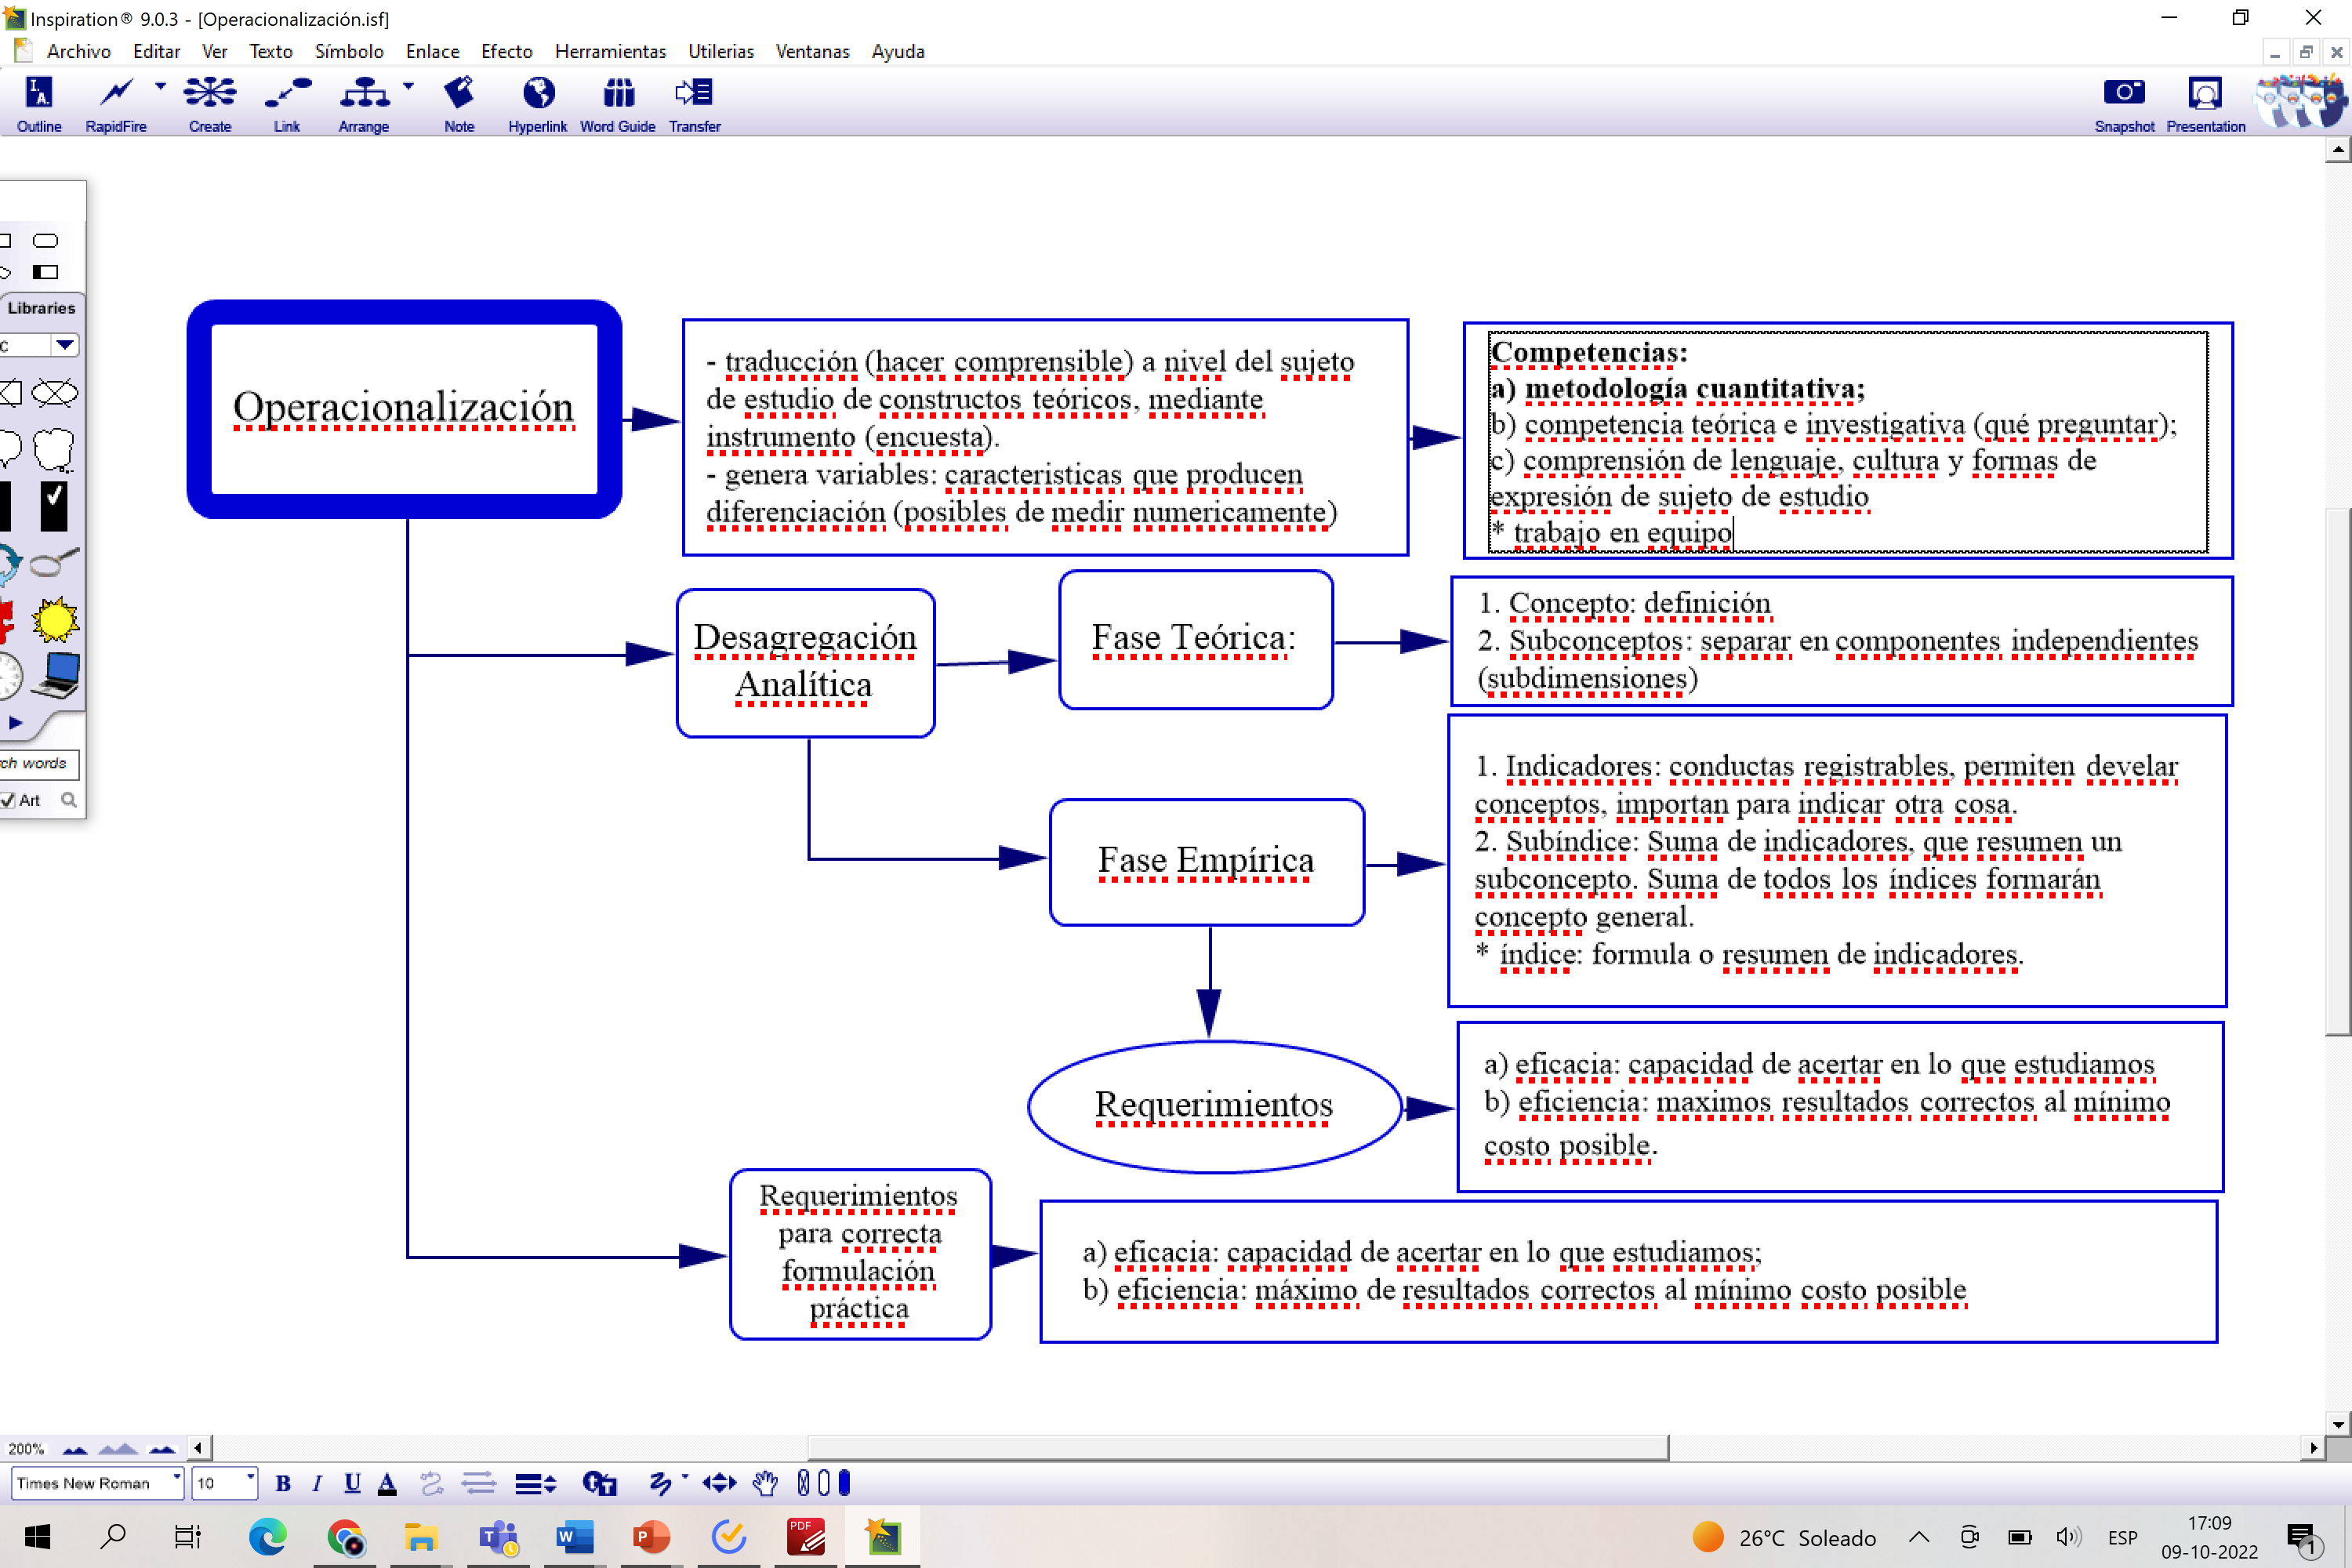 Inspiration® 9.0.3 - [Operacionalización.isf]
Archivo Editar Ver Texto Símbolo Enlace Efecto Herramientas Utilerias Ventanas Ayuda
Outline RapidFire Create Link Arrange Note Hyperlink Word Guide Transfer Snapshot Presentation
Libraries
c
ch words
Art
Operacionalización
- traducción (hacer comprensible) a nivel del sujeto
de estudio de constructos teóricos, mediante
instrumento (encuesta).
- genera variables: caracteristicas que producen
diferenciación (posibles de medir numericamente)
Competencias:
a) metodología cuantitativa;
b) competencia teórica e investigativa (qué preguntar);
c) comprensión de lenguaje, cultura y formas de
expresión de sujeto de estudio
* trabajo en equipo
Desagregación
Analítica
Fase Teórica:
1. Concepto: definición
2. Subconceptos: separar en componentes independientes
(subdimensiones)
Fase Empírica
1. Indicadores: conductas registrables, permiten develar
conceptos, importan para indicar otra cosa.
2. Subíndice: Suma de indicadores, que resumen un
subconcepto. Suma de todos los índices formarán
concepto general.
* índice: formula o resumen de indicadores.
Requerimientos
a) eficacia: capacidad de acertar en lo que estudiamos
b) eficiencia: maximos resultados correctos al mínimo
costo posible.
Requerimientos
para correcta
formulación
práctica
a) eficacia: capacidad de acertar en lo que estudiamos;
b) eficiencia: máximo de resultados correctos al mínimo costo posible
200%
Times New Roman 10 B I U A
26°C Soleado ESP 17:09
09-10-2022
1